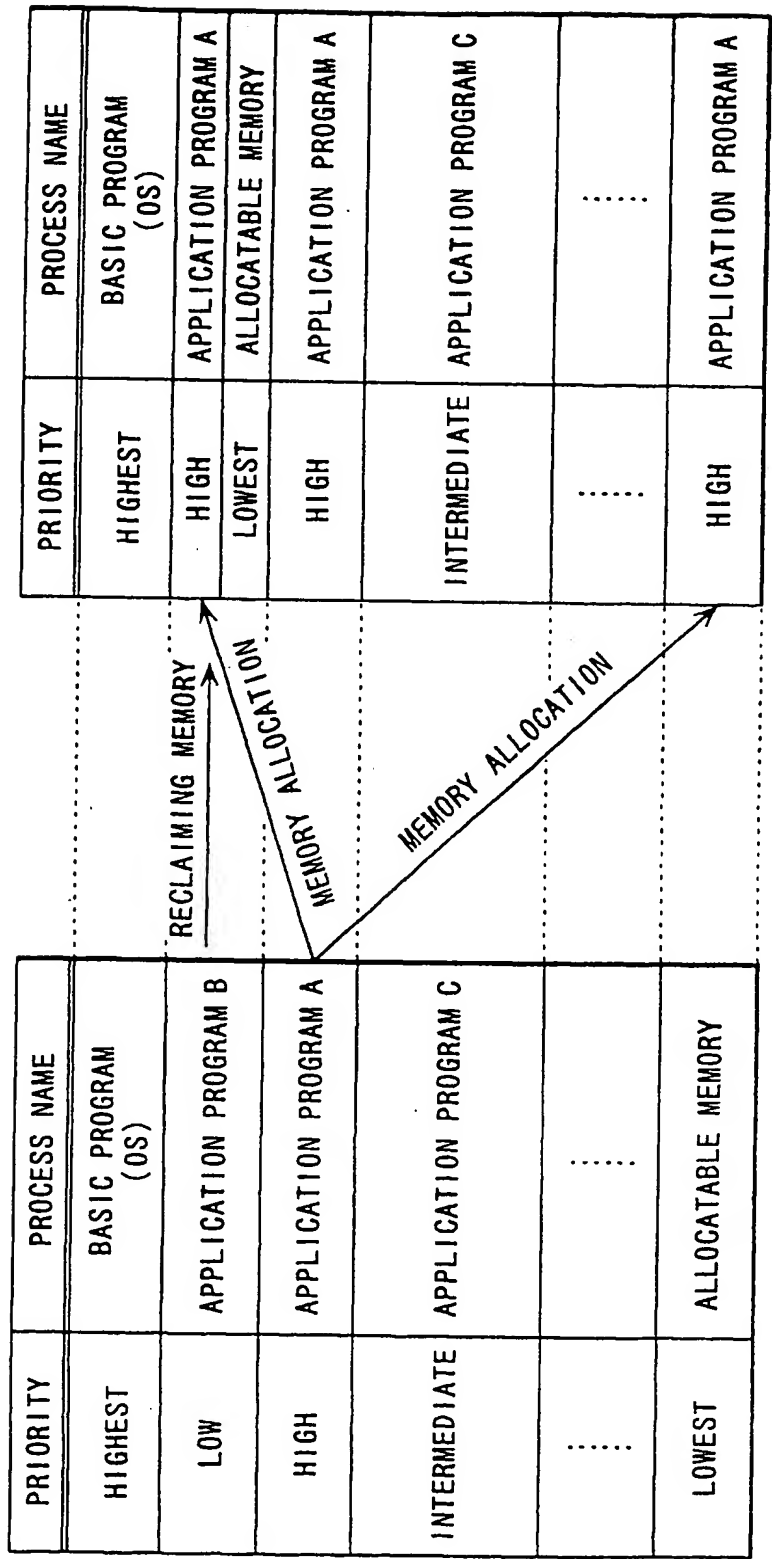 PRIORITY PROCESS NAME
HIGHEST BASIC PROGRAM
(OS)
LOW APPLICATION PROGRAM B
HIGH APPLICATION PROGRAM A
INTERMEDIATE APPLICATION PROGRAM C
...... ......
LOWEST ALLOCATABLE MEMORY
RECLAIMING MEMORY
MEMORY ALLOCATION
MEMORY ALLOCATION
PRIORITY PROCESS NAME
HIGHEST BASIC PROGRAM
(OS)
HIGH APPLICATION PROGRAM A
LOWEST ALLOCATABLE MEMORY
HIGH APPLICATION PROGRAM A
INTERMEDIATE APPLICATION PROGRAM C
...... ......
HIGH APPLICATION PROGRAM A